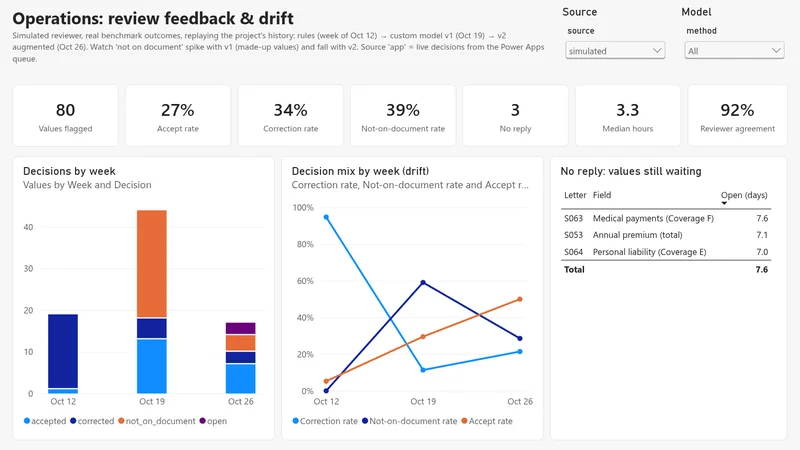 Operations: review feedback & drift
Simulated reviewer, real benchmark outcomes, replaying the project's history: rules (week of Oct 12) → custom model v1 (Oct 19) → v2
augmented (Oct 26). Watch 'not on document' spike with v1 (made-up values) and fall with v2. Source 'app' = live decisions from the Power Apps
queue.
Source
source
simulated
Model
method
All
80
Values flagged
27%
Accept rate
34%
Correction rate
39%
Not-on-document rate
3
No reply
3.3
Median hours
92%
Reviewer agreement
Decisions by week
Values by Week and Decision
40
30
20
10
0
Oct 12
Oct 19
Oct 26
accepted
corrected
not_on_document
open
Decision mix by week (drift)
Correction rate, Not-on-document rate and Accept r...
100%
80%
60%
40%
20%
0%
Oct 12
Oct 19
Oct 26
Correction rate
Not-on-document rate
Accept rate
No reply: values still waiting
Letter Field Open (days)
S063 Medical payments (Coverage F) 7.6
S053 Annual premium (total) 7.1
S064 Personal liability (Coverage E) 7.0
Total 7.6